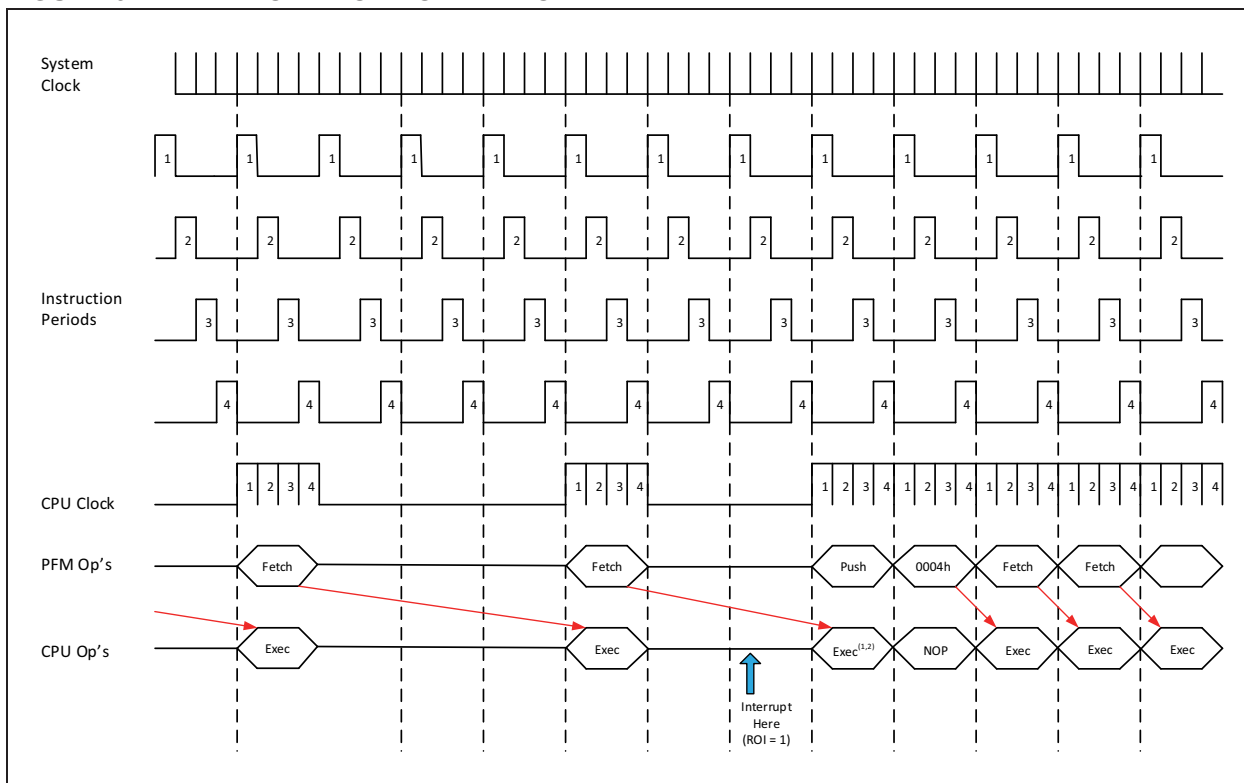 System
Clock
1 1 1 1 1 1 1 1 1 1 1 1 1
2 2 2 2 2 2 2 2 2 2 2 2 2
Instruction
Periods
3 3 3 3 3 3 3 3 3 3 3 3 3
4 4 4 4 4 4 4 4 4 4 4 4 4
CPU Clock 1 2 3 4 1 2 3 4 1 2 3 4 1 2 3 4 1 2 3 4 1 2 3 4 1 2 3 4
PFM Op's Fetch Fetch Push 0004h Fetch Fetch
CPU Op's Exec Exec Exec(1,2) NOP Exec Exec Exec
Interrupt
Here
(ROI = 1)